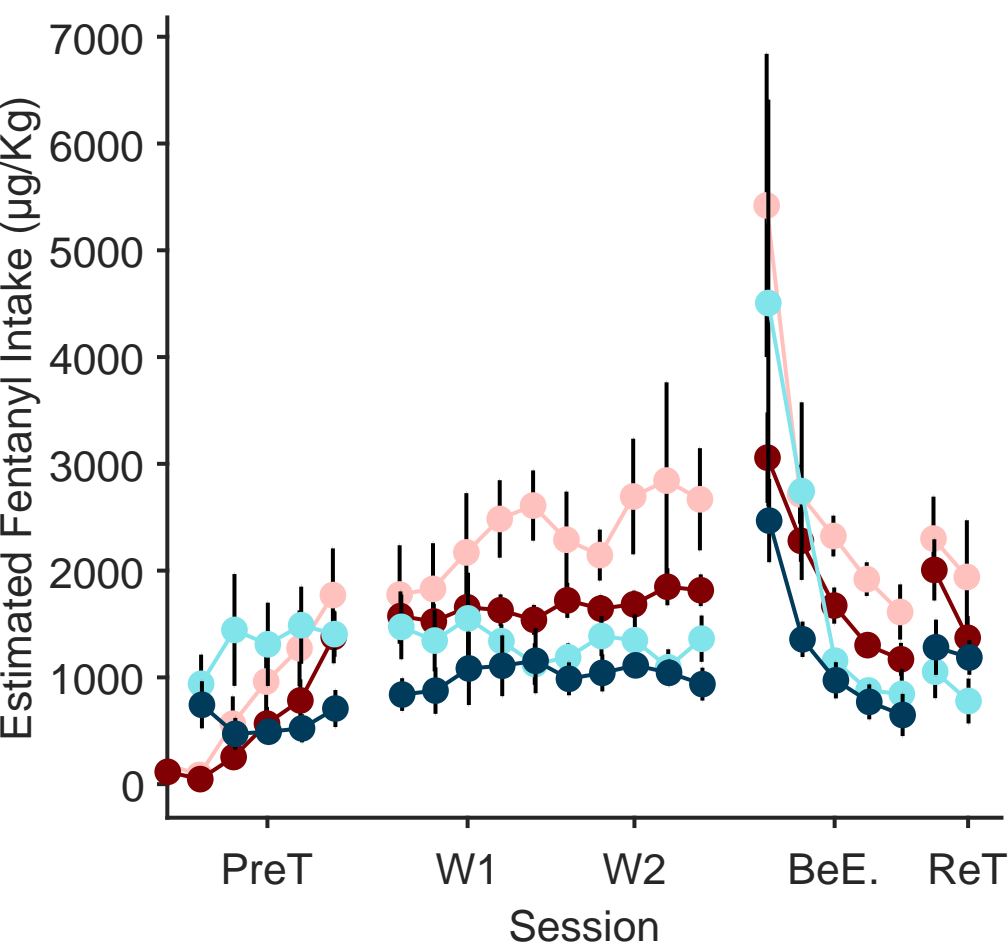 Estimated Fentanyl Intake (μg/Kg)
7000
6000
5000
4000
3000
2000
1000
0
PreT W1 W2 BeE. ReT
Session